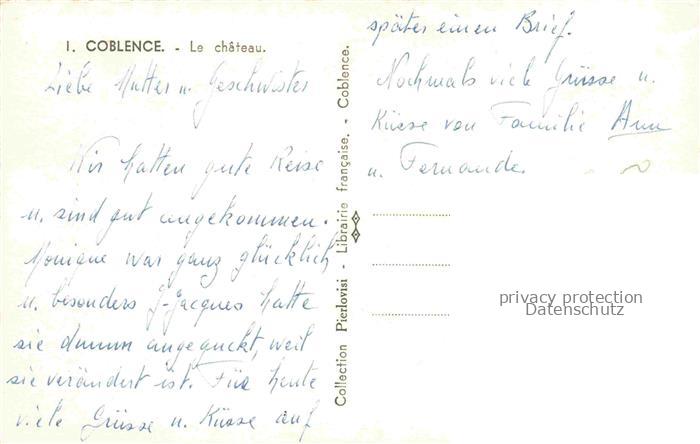 1. COBLENCE. - Le château.
Liebe Mutter u. Geschwister
Wir hatten gute Reise
u. sind gut angekommen.
Monique war ganz glücklich
u. besonders J-Jacques hatte
sie dumm angeguckt, weil
sie verändert ist. Für heute
viele Grüsse u. Küsse auf
später einen Brief.
Nochmals viele Grüsse u.
Küsse von Familie
u. Fernande.
Collection Pierlovisi - Librairie française. - Coblence.
privacy protection
Datenschutz